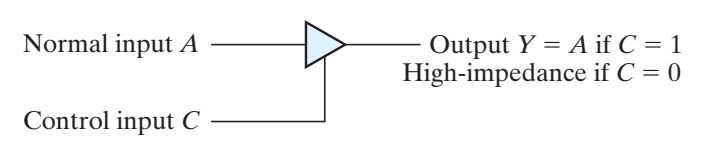 Normal input A
Output Y = A if C = 1
High-impedance if C = 0
Control input C